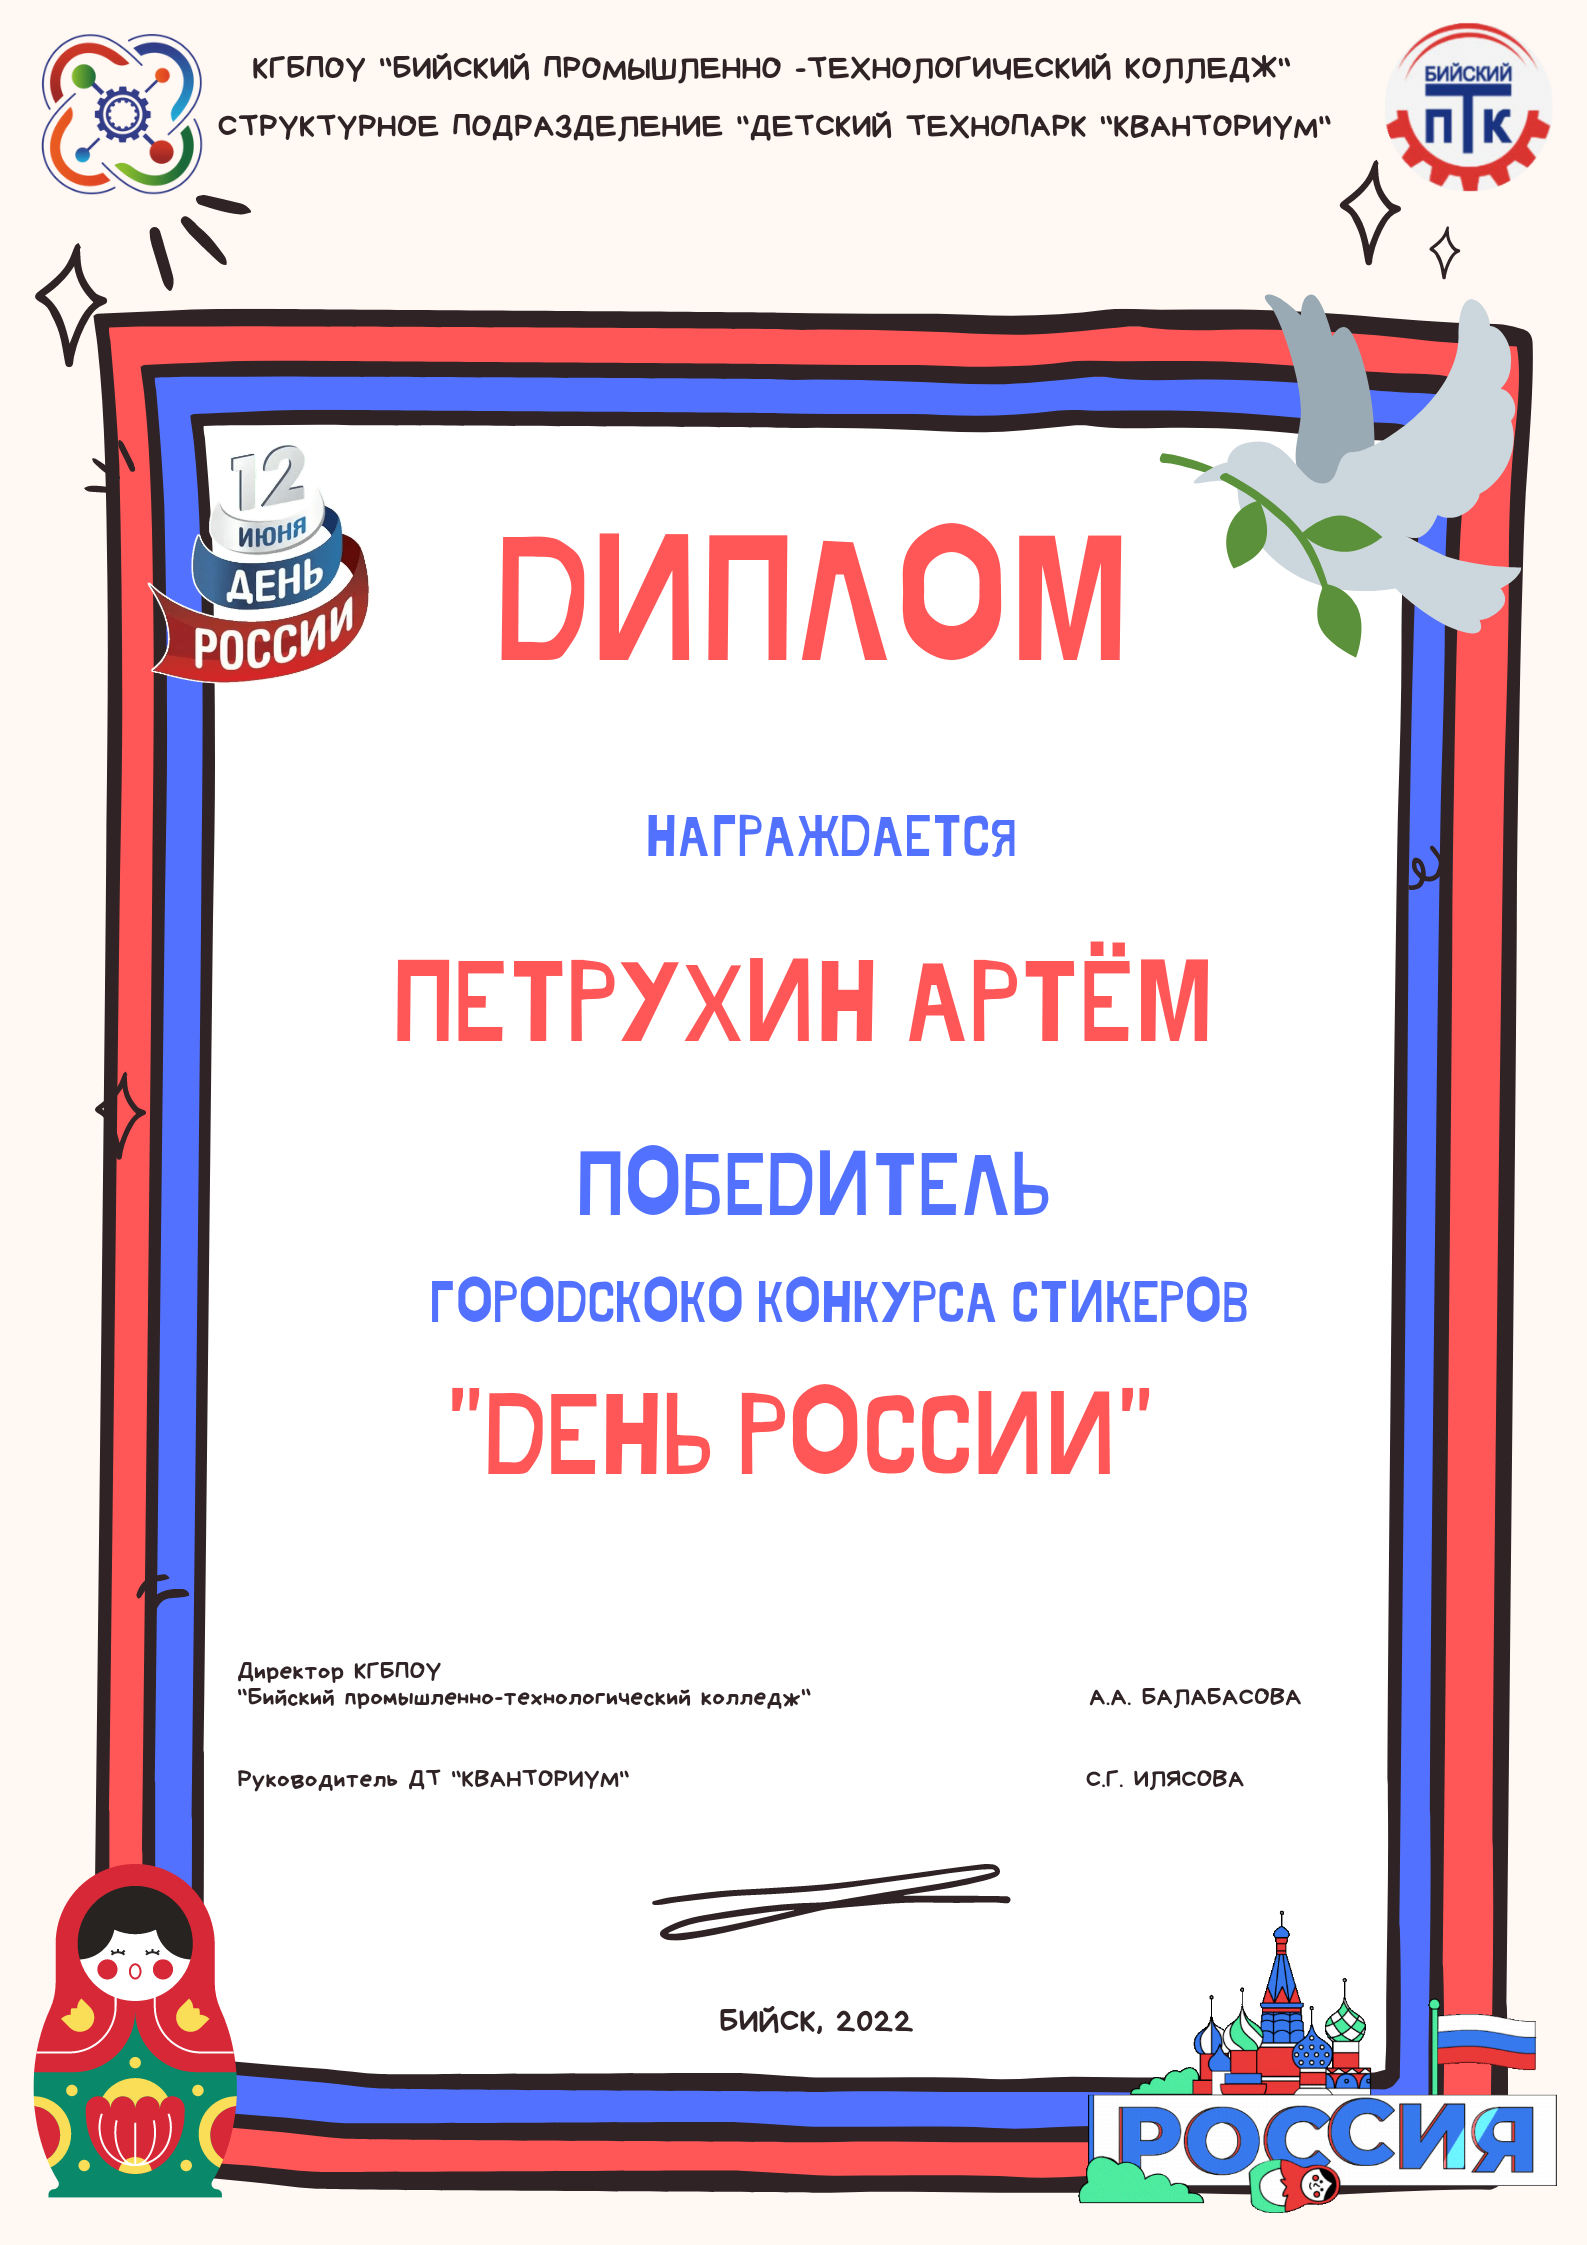 КГБПОУ "БИЙСКИЙ ПРОМЫШЛЕННО -ТЕХНОЛОГИЧЕСКИЙ КОЛЛЕДЖ"
СТРУКТУРНОЕ ПОДРАЗДЕЛЕНИЕ "ДЕТСКИЙ ТЕХНОПАРК "КВАНТОРИУМ"
БИЙСКИЙ
ПТК
12
ИЮНЯ
ДЕНЬ
РОССИИ
ДИПЛОМ
НАГРАЖДАЕТСЯ
ПЕТРУХИН АРТЁМ
ПОБЕДИТЕЛЬ
ГОРОДСКОКО КОНКУРСА СТИКЕРОВ
"ДЕНЬ РОССИИ"
Директор КГБПОУ
"Бийский промышленно-технологический колледж" А.А. БАЛАБАСОВА
Руководитель ДТ "КВАНТОРИУМ" С.Г. ИЛЯСОВА
БИЙСК, 2022
РОССИЯ